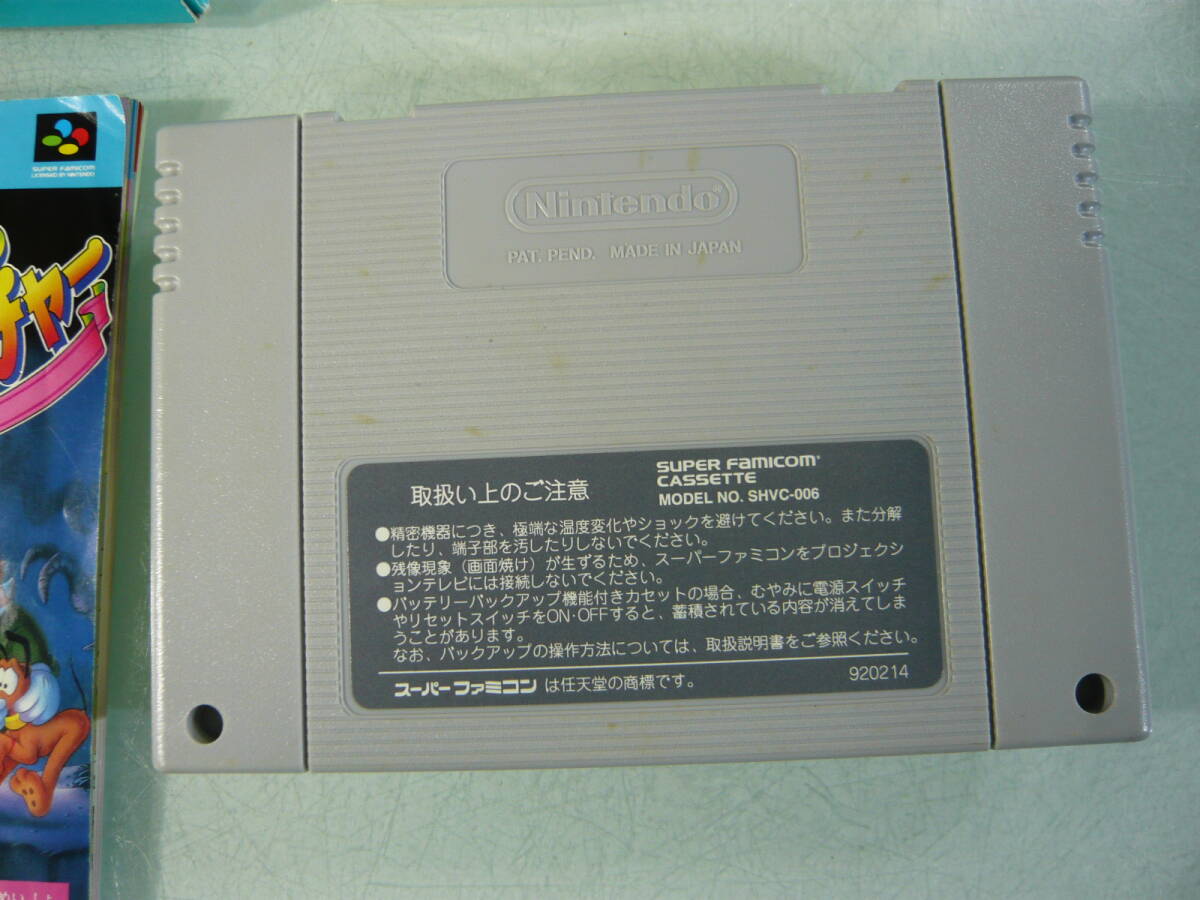 SUPER FAMICOM
LICENSED BY NINTENDO
チャー
Nintendo®
PAT. PEND. MADE IN JAPAN
取扱い上のご注意
SUPER FAMICOM
CASSETTE
MODEL NO. SHVC-006
●精密機器につき、極端な温度変化やショックを避けてください。また分解
したり、端子部を汚したりしないでください。
●残像現象（画面焼け）が生ずるため、スーパーファミコンをプロジェクシ
ョンテレビには接続しないでください。
●バッテリーバックアップ機能付きカセットの場合、むやみに電源スイッチ
やリセットスイッチをON･OFFすると、蓄積されている内容が消えてしま
うことがあります。
なお、バックアップの操作方法については、取扱説明書をご参照ください。
スーパーファミコンは任天堂の商標です。
920214